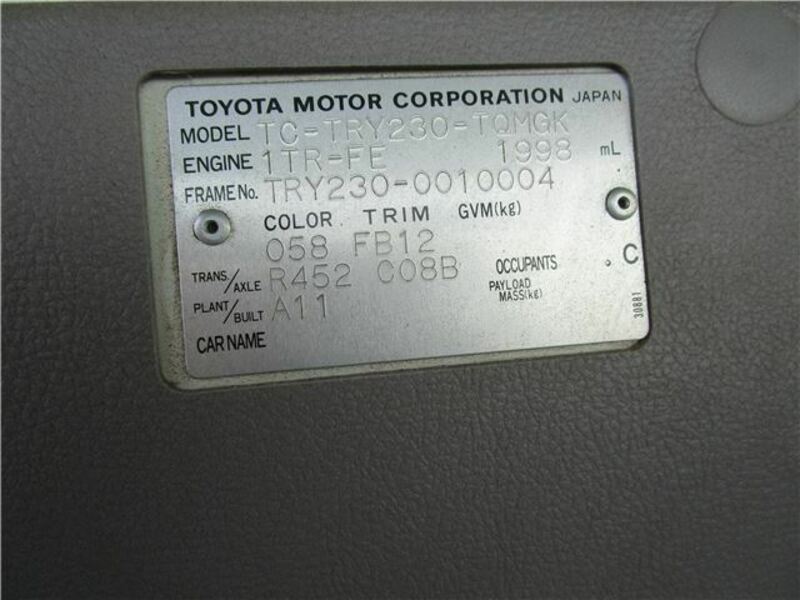 TOYOTA MOTOR CORPORATION JAPAN
MODEL TC-TRY230-TQMGK
ENGINE 1TR-FE 1998 mL
FRAME No. TRY230-0010004
COLOR TRIM GVM(kg)
058 FB12
TRANS./AXLE R452 C08B OCCUPANTS C
PLANT/BUILT A11 PAYLOAD MASS(kg)
CAR NAME
30881